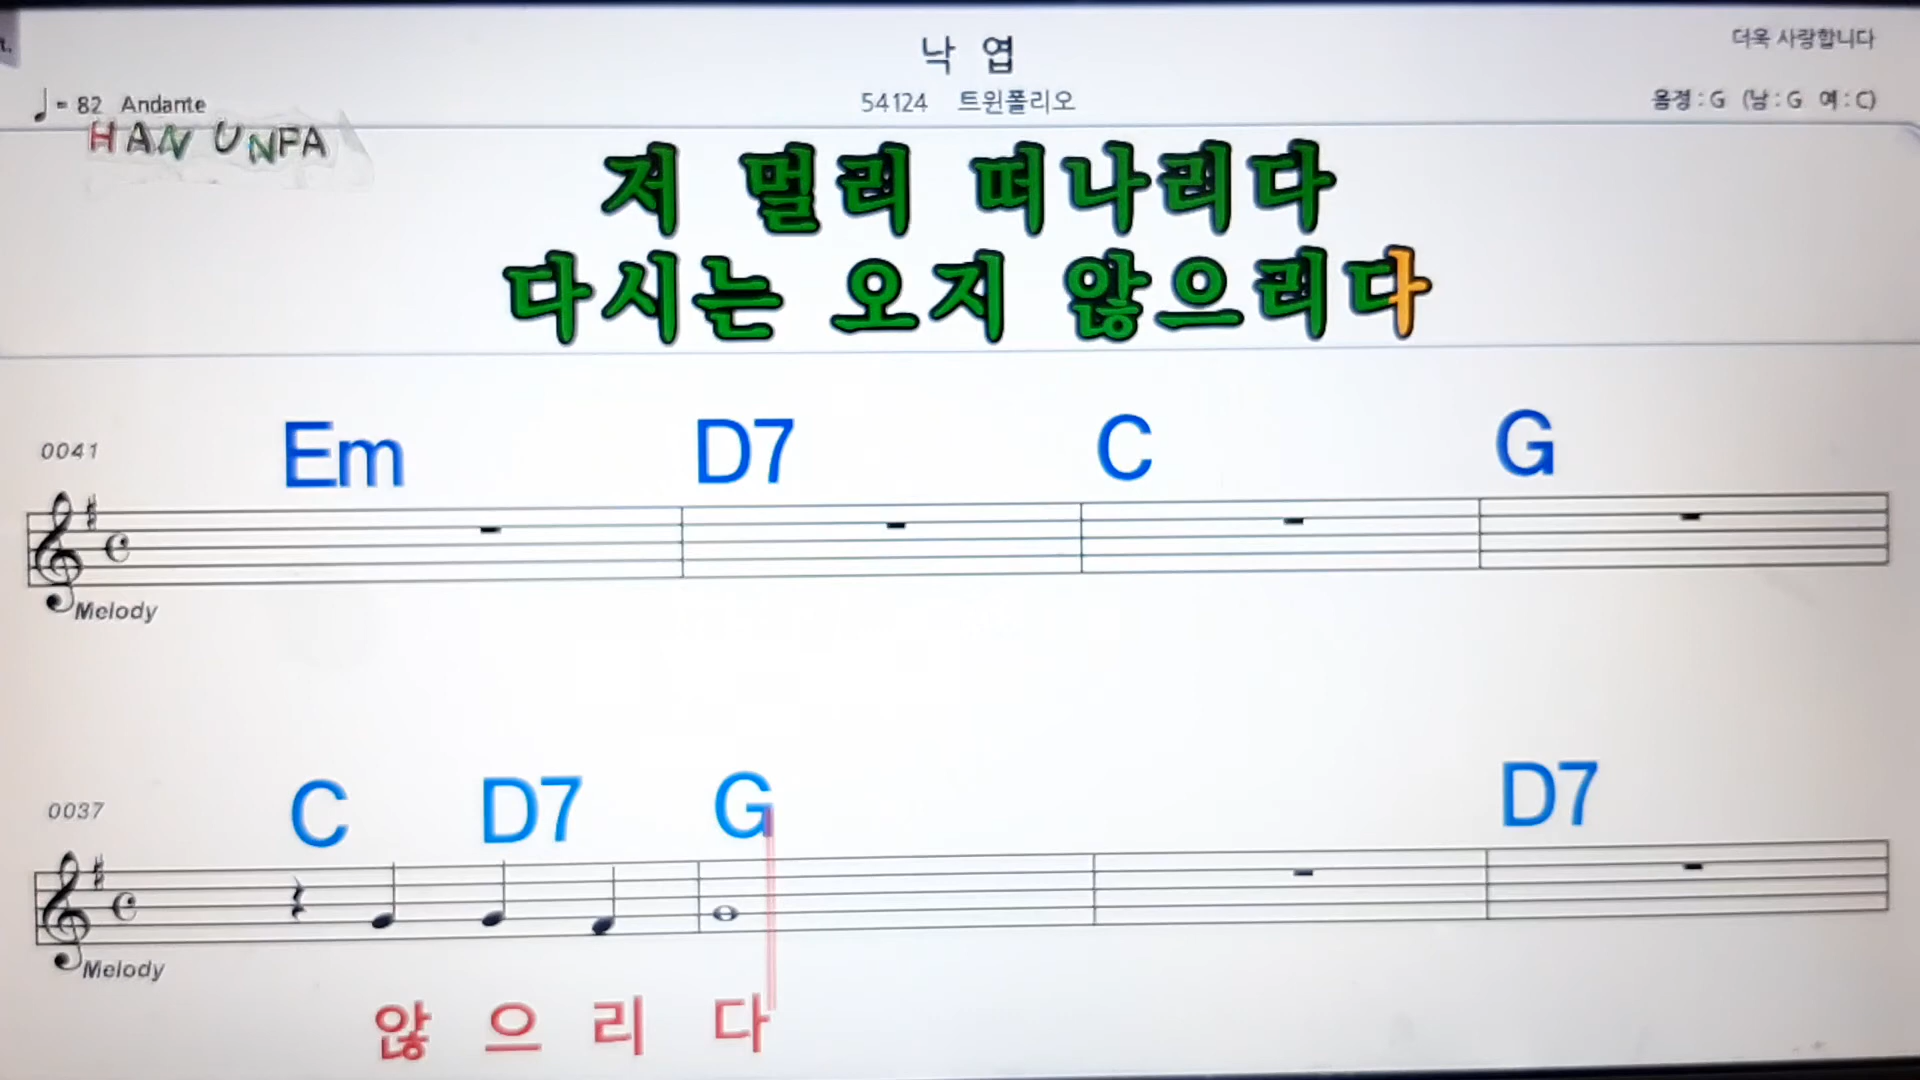 더욱 사랑합니다
낙 엽
= 82 Andante
54124 트윈폴리오
음정 : G (남 : G 여 : C)
HAN UNFA
저 멀리 떠나리다
다시는 오지 않으리다
Em D7 C G
0041
Melody
C D7 G D7
0037
Melody
않 으 리 다